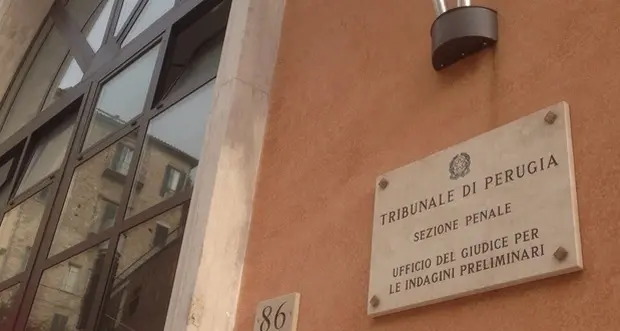 TRIBUNALE DI PERUGIA
SEZIONE PENALE
UFFICIO DEL GIUDICE PER
LE INDAGINI PRELIMINARI
86